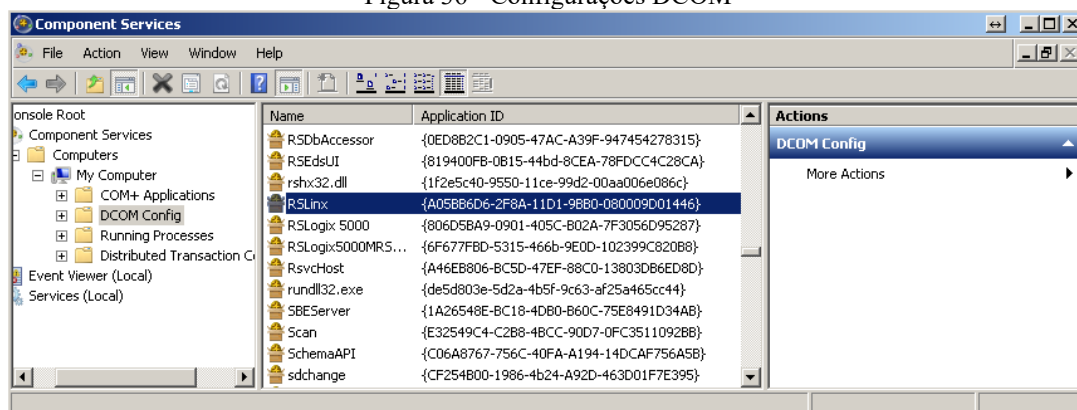 Figura 36 - Configurações DCOM
Component Services
File Action View Window Help
onsole Root
Component Services
Computers
My Computer
COM+ Applications
DCOM Config
Running Processes
Distributed Transaction C
Event Viewer (Local)
Services (Local)
Name Application ID
RSDbAccessor {0ED8B2C1-0905-47AC-A39F-947454278315}
RSEdsUI {819400FB-0B15-44bd-8CEA-78FDCC4C28CA}
rshx32.dll {1f2e5c40-9550-11ce-99d2-00aa006e086c}
RSLinx {A05BB6D6-2F8A-11D1-9BB0-080009D01446}
RSLogix 5000 {806D5BA9-0901-405C-B02A-7F3056D95287}
RSLogix5000MRS... {6F677FBD-5315-466b-9E0D-102399C820B8}
RsvcHost {A46EB806-BC5D-47EF-88C0-13803DB6ED8D}
rundll32.exe {de5d803e-5d2a-4b5f-9c63-af25a465cc44}
SBEServer {1A26548E-BC18-4DB0-B60C-75E8491D34AB}
Scan {E32549C4-C2B8-4BCC-90D7-0FC3511092BB}
SchemaAPI {C06A8767-756C-40FA-A194-14DCAF756A5B}
sdchange {CF254B00-1986-4b24-A92D-463D01F7E395}
Actions
DCOM Config
More Actions